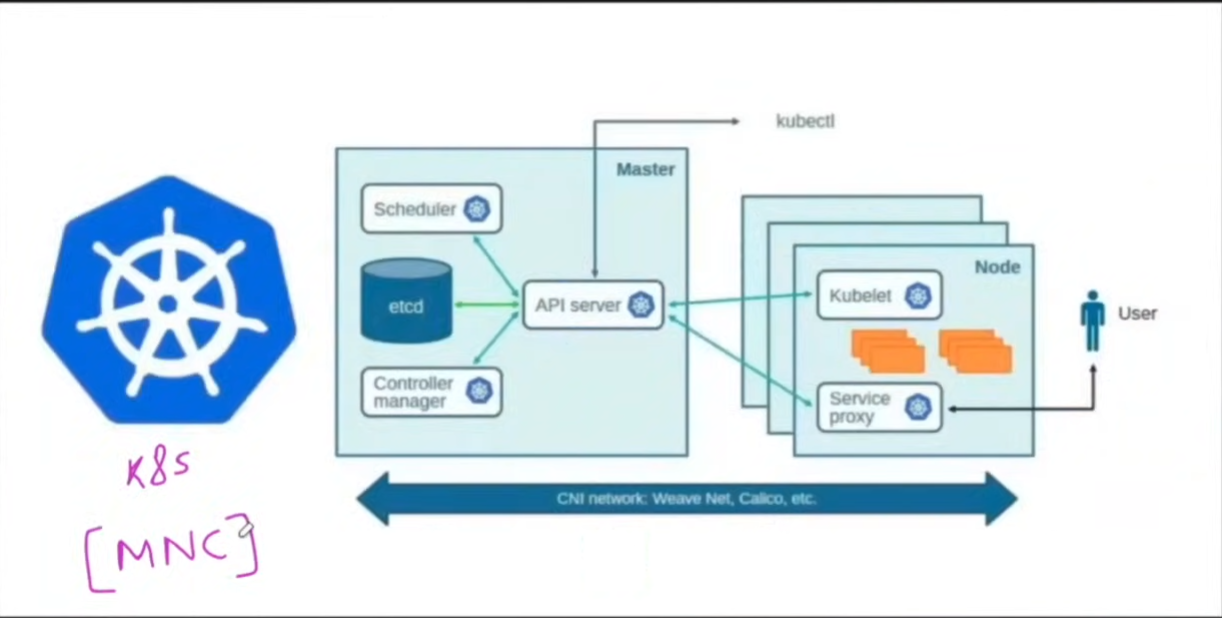 kubectl
Master
Scheduler
etcd
API server
Controller
manager
Node
Kubelet
Service
proxy
User
CNI network: Weave Net, Calico, etc.
K8s
[MNC]